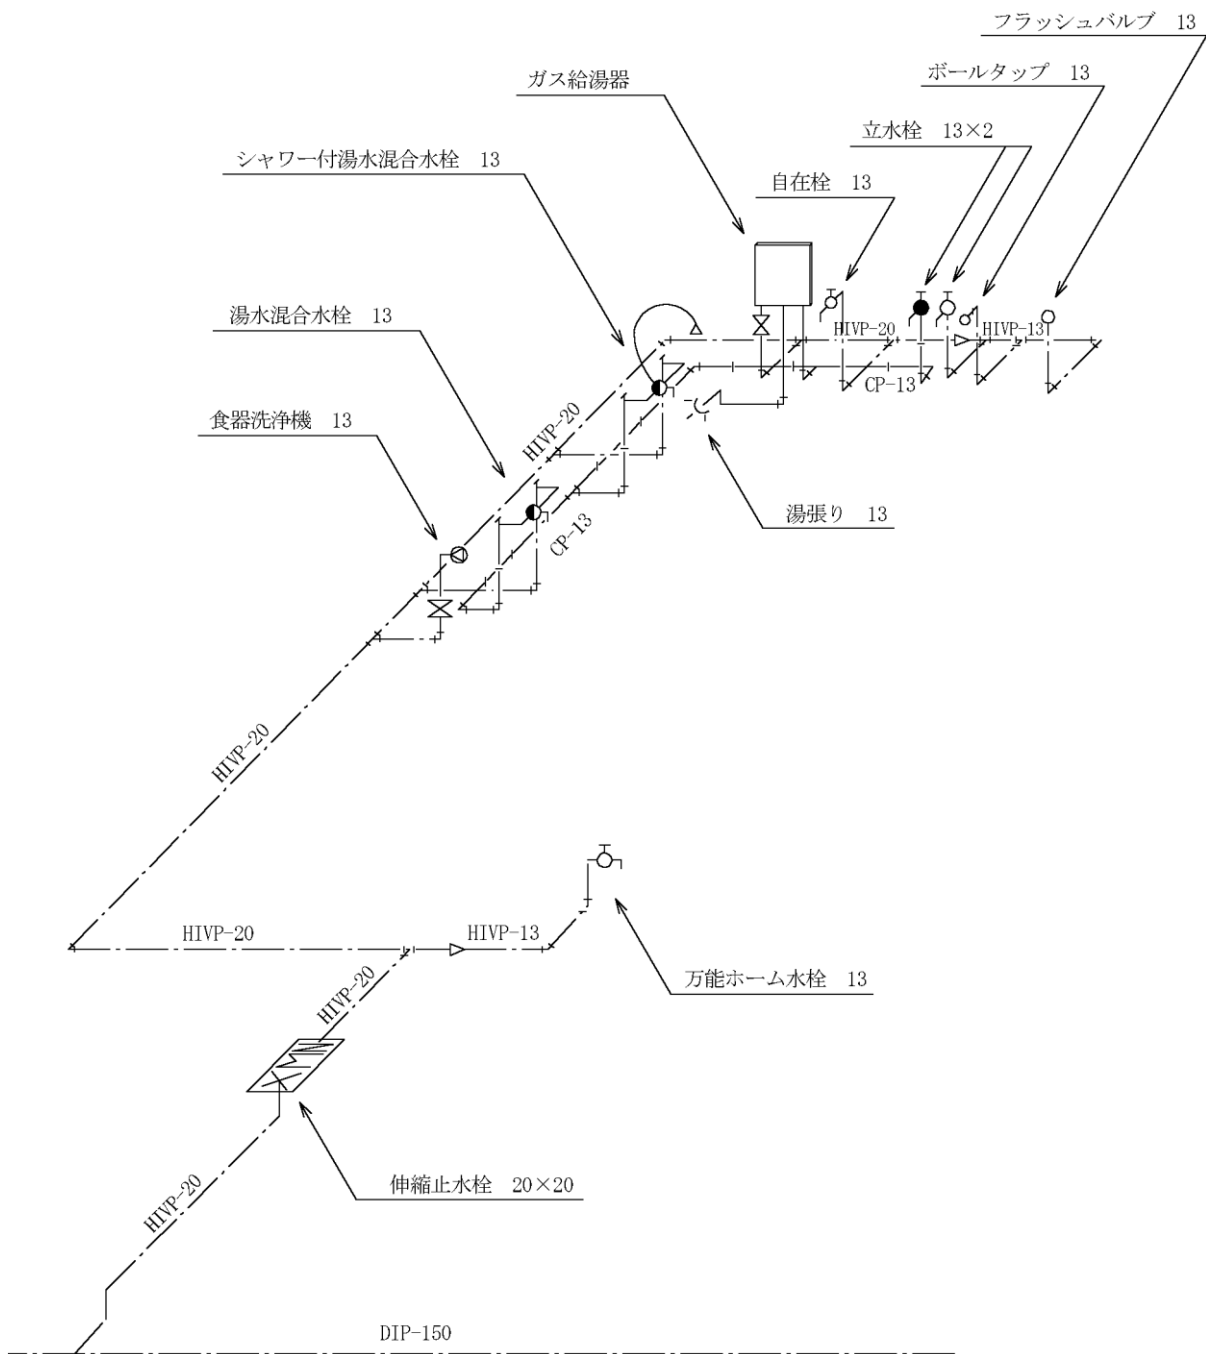 フラッシュバルブ 13
ボールタップ 13
ガス給湯器
立水栓 13×2
シャワー付湯水混合水栓 13
自在栓 13
湯水混合水栓 13
HIVP-20
HIVP-13
CP-13
食器洗浄機 13
HIVP-20
湯張り 13
CP-13
HIVP-20
HIVP-20
HIVP-13
万能ホーム水栓 13
HIVP-20
伸縮止水栓 20×20
HIVP-20
DIP-150